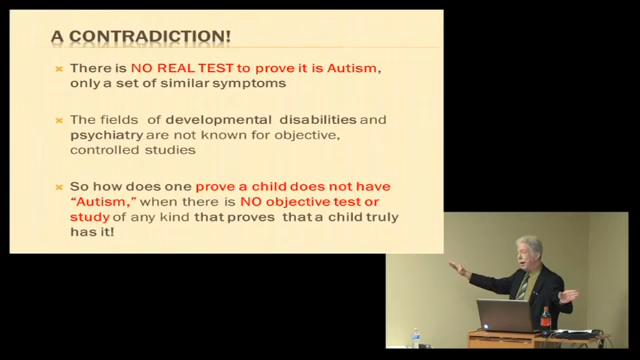 A CONTRADICTION!
There is NO REAL TEST to prove it is Autism,
only a set of similar symptoms
The fields of developmental disabilities and
psychiatry are not known for objective,
controlled studies
So how does one prove a child does not have
"Autism," when there is NO objective test or
study of any kind that proves that a child truly
has it!